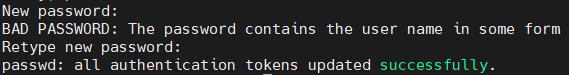 New password:
BAD PASSWORD: The password contains the user name in some form
Retype new password:
passwd: all authentication tokens updated successfully.